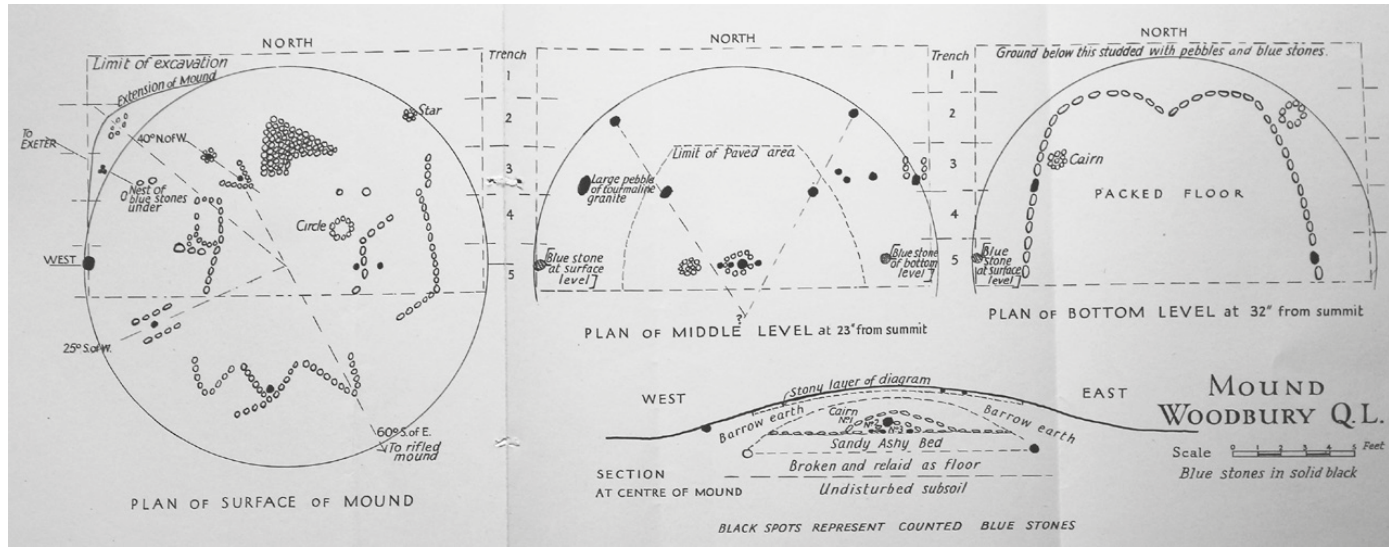 NORTH
Limit of excavation
Extension of Mound
Star
To
EXETER
40° N. of W.
Nest of
blue stones
under
Circle
WEST
25° S. of W.
60° S. of E.
To rifled
mound
PLAN OF SURFACE OF MOUND
Trench
1
2
3
4
5
NORTH
Limit of Paved area
Large pebble
of tourmaline
granite
[Blue stone
at surface
level]
[Blue stone
of bottom
level]
?
PLAN OF MIDDLE LEVEL at 23" from summit
Trench
1
2
3
4
5
NORTH
Ground below this studded with pebbles and blue stones.
Cairn
PACKED FLOOR
[Blue
stone
at surface
level]
PLAN OF BOTTOM LEVEL at 32" from summit
WEST
Stony layer of diagram
EAST
Barrow earth
Cairn
Nº1
Nº2
Nº3
Barrow earth
Sandy Ashy Bed
SECTION
AT CENTRE OF MOUND
Broken and relaid as floor
Undisturbed subsoil
BLACK SPOTS REPRESENT COUNTED BLUE STONES
MOUND
WOODBURY Q.L.
Scale 0 1 2 3 4 5 Feet
Blue stones in solid black